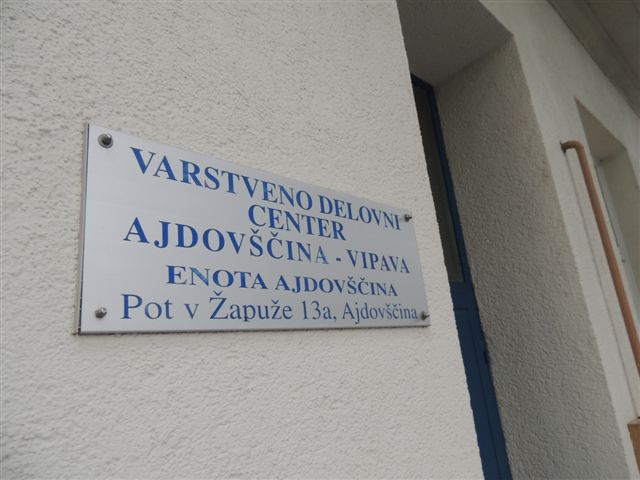 VARSTVENO DELOVNI
CENTER
AJDOVŠČINA - VIPAVA
ENOTA AJDOVŠČINA
Pot v Žapuže 13a, Ajdovščina